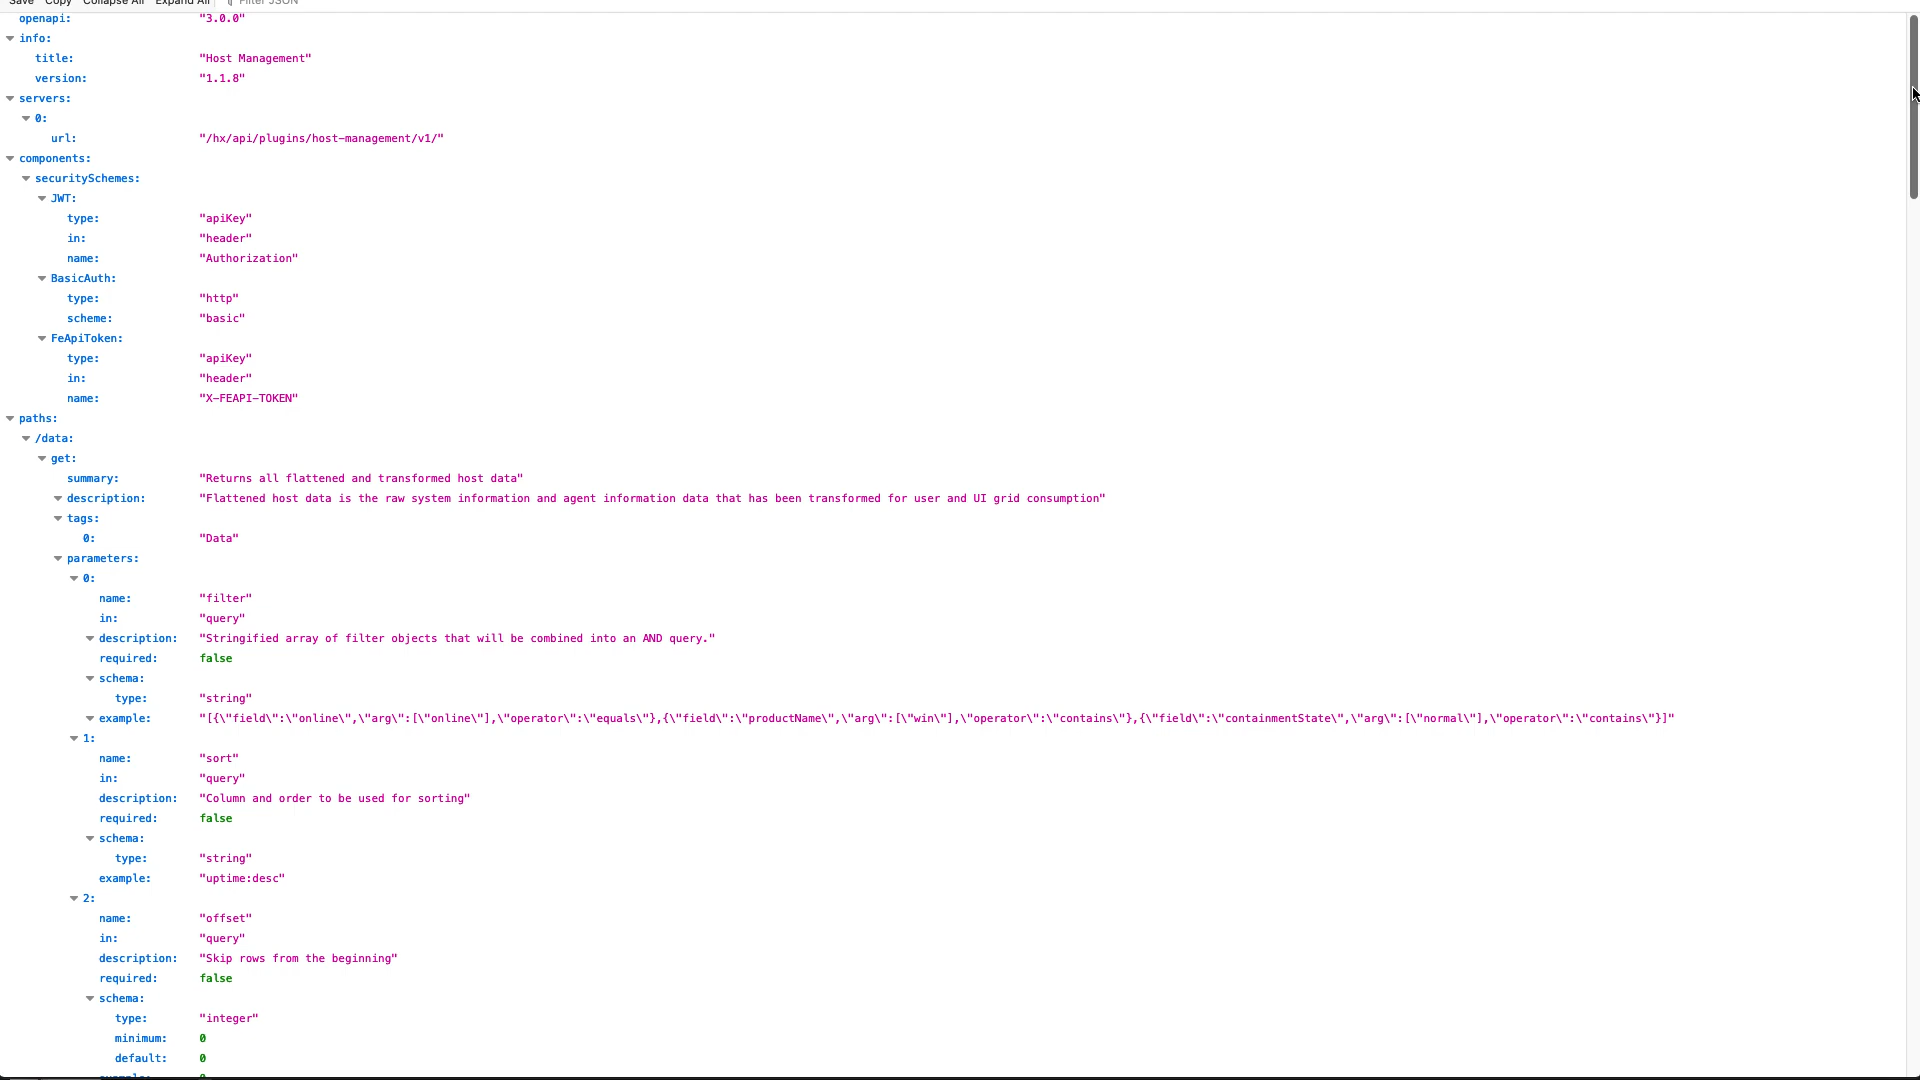 Save Copy Collapse All Expand All Filter JSON
openapi: "3.0.0"
info:
title: "Host Management"
version: "1.1.8"
servers:
0:
url: "/hx/api/plugins/host-management/v1/"
components:
securitySchemes:
JWT:
type: "apiKey"
in: "header"
name: "Authorization"
BasicAuth:
type: "http"
scheme: "basic"
FeApiToken:
type: "apiKey"
in: "header"
name: "X-FEAPI-TOKEN"
paths:
/data:
get:
summary: "Returns all flattened and transformed host data"
description: "Flattened host data is the raw system information and agent information data that has been transformed for user and UI grid consumption"
tags:
0: "Data"
parameters:
0:
name: "filter"
in: "query"
description: "Stringified array of filter objects that will be combined into an AND query."
required: false
schema:
type: "string"
example: "[{\"field\":\"online\",\"arg\":[\"online\"],\"operator\":\"equals\"},{\"field\":\"productName\",\"arg\":[\"win\"],\"operator\":\"contains\"},{\"field\":\"containmentState\",\"arg\":[\"normal\"],\"operator\":\"contains\"}]"
1:
name: "sort"
in: "query"
description: "Column and order to be used for sorting"
required: false
schema:
type: "string"
example: "uptime:desc"
2:
name: "offset"
in: "query"
description: "Skip rows from the beginning"
required: false
schema:
type: "integer"
minimum: 0
default: 0